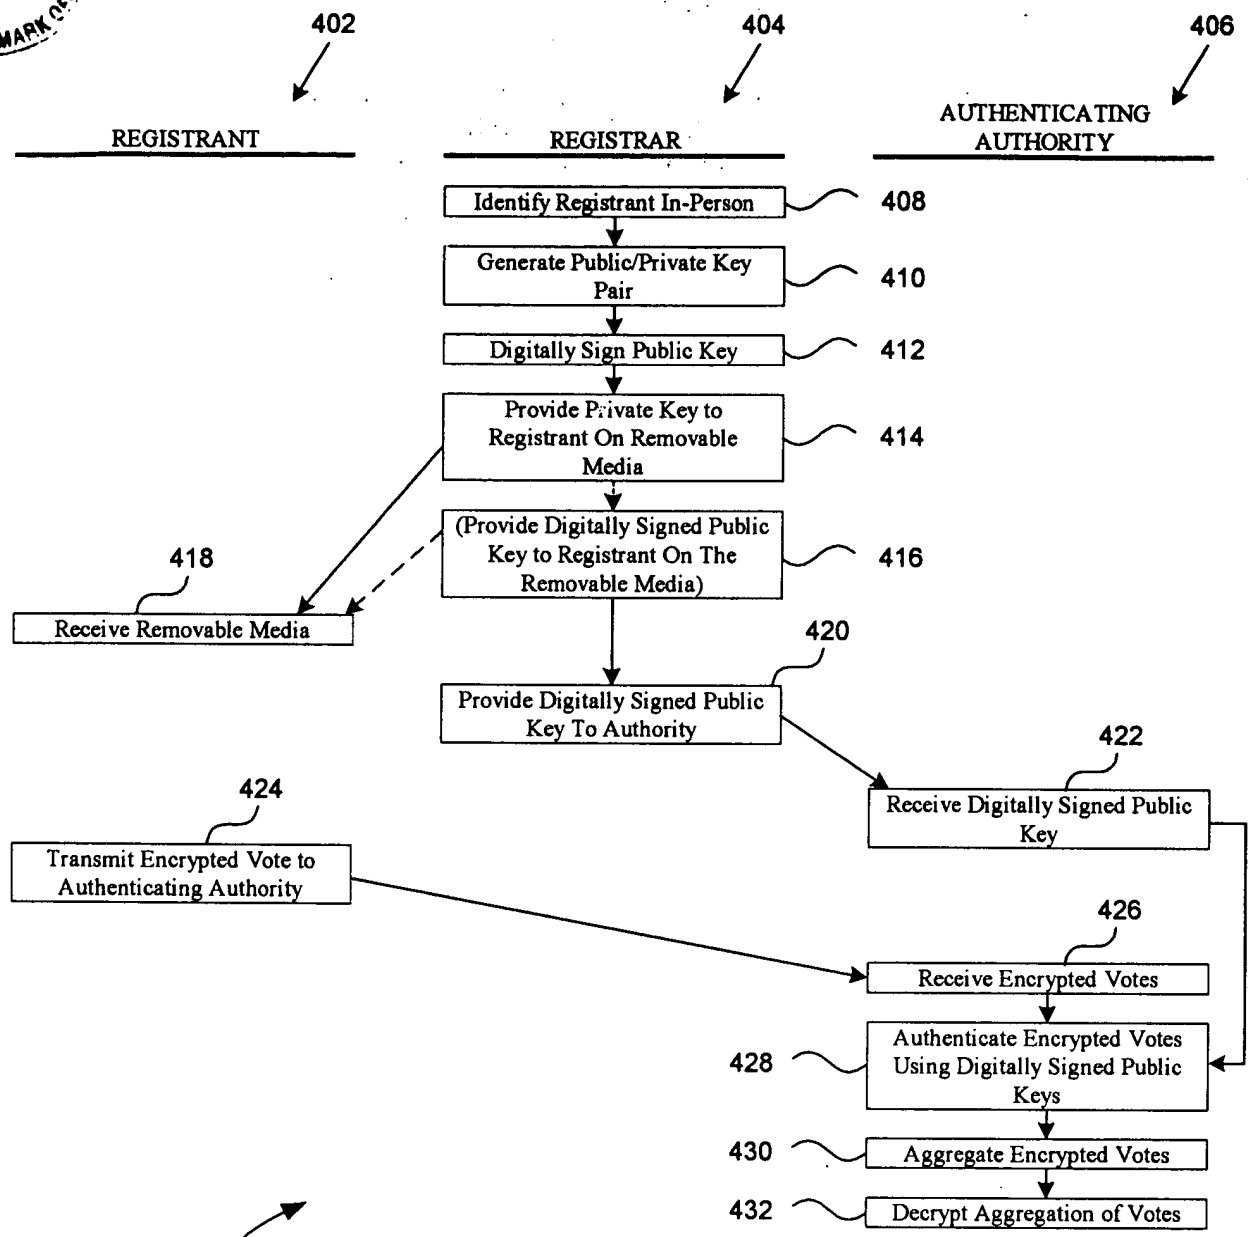 MARK OF
402
404
406
REGISTRANT
REGISTRAR
AUTHENTICATING
AUTHORITY
Identify Registrant In-Person
408
Generate Public/Private Key
Pair
410
Digitally Sign Public Key
412
Provide Private Key to
Registrant On Removable
Media
414
(Provide Digitally Signed Public
Key to Registrant On The
Removable Media)
416
418
Receive Removable Media
420
Provide Digitally Signed Public
Key To Authority
422
Receive Digitally Signed Public
Key
424
Transmit Encrypted Vote to
Authenticating Authority
426
Receive Encrypted Votes
Authenticate Encrypted Votes
Using Digitally Signed Public
Keys
428
430
Aggregate Encrypted Votes
432
Decrypt Aggregation of Votes